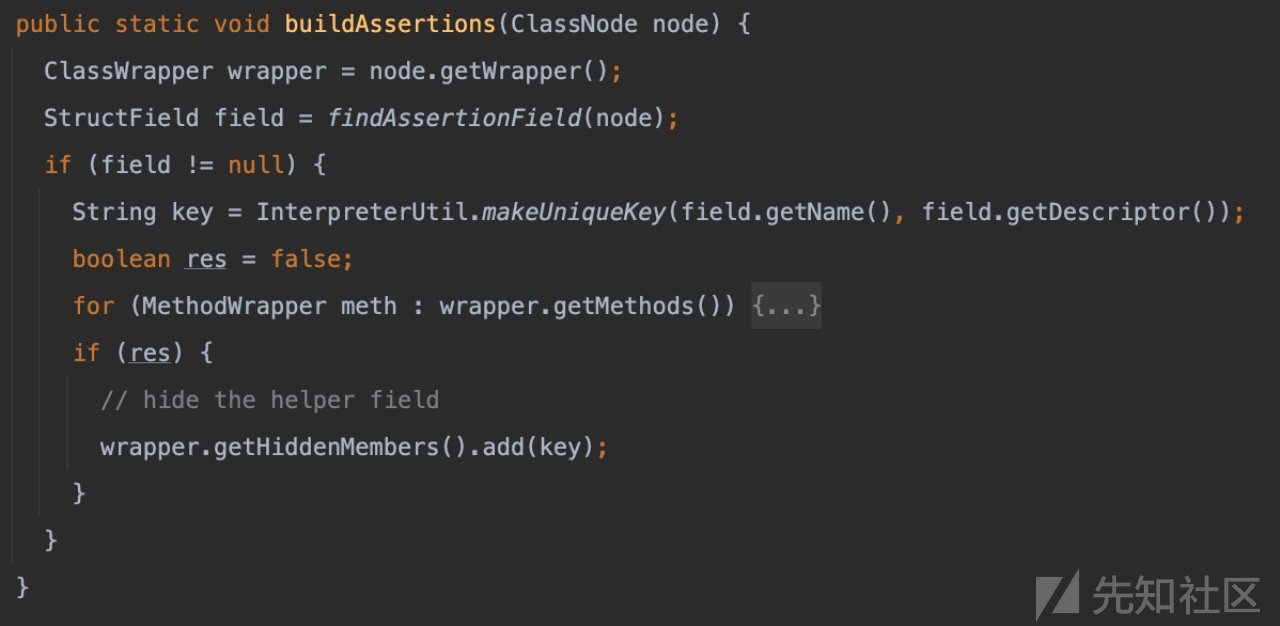 public static void buildAssertions(ClassNode node) {
  ClassWrapper wrapper = node.getWrapper();
  StructField field = findAssertionField(node);
  if (field != null) {
    String key = InterpreterUtil.makeUniqueKey(field.getName(), field.getDescriptor());
    boolean res = false;
    for (MethodWrapper meth : wrapper.getMethods()) {...}
    if (res) {
      // hide the helper field
      wrapper.getHiddenMembers().add(key);
    }
  }
}
先知社区